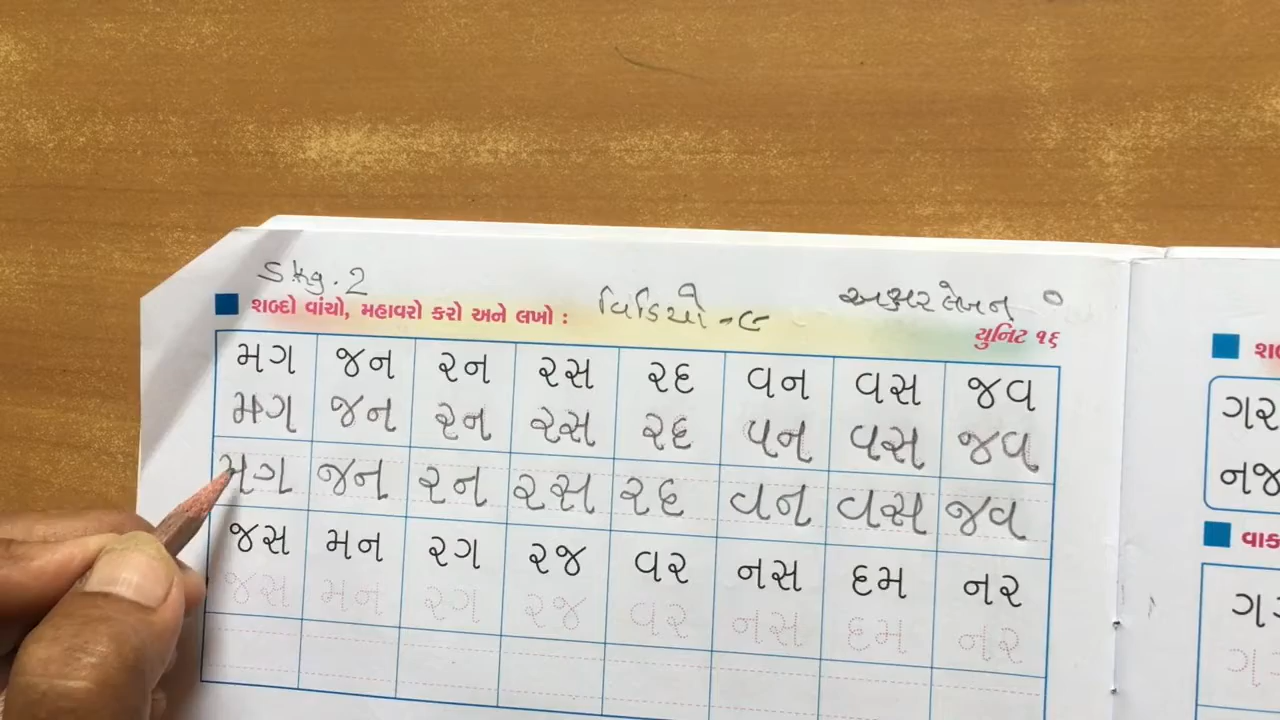 Skg. 2
વિડિયો - ૯
અક્ષરલેખન
શબ્દો વાંચો, મહાવરો કરો અને લખો :
યુનિટ ૧૬
મગ જન રન રસ રદ વન વસ જવ
મગ જન રન રસ રદ વન વસ જવ
મગ જન રન રસ રદ વન વસ જવ
જસ મન રગ રજ વર નસ દમ નર
જસ મન રગ રજ વર નસ દમ નર
ગર
નજ